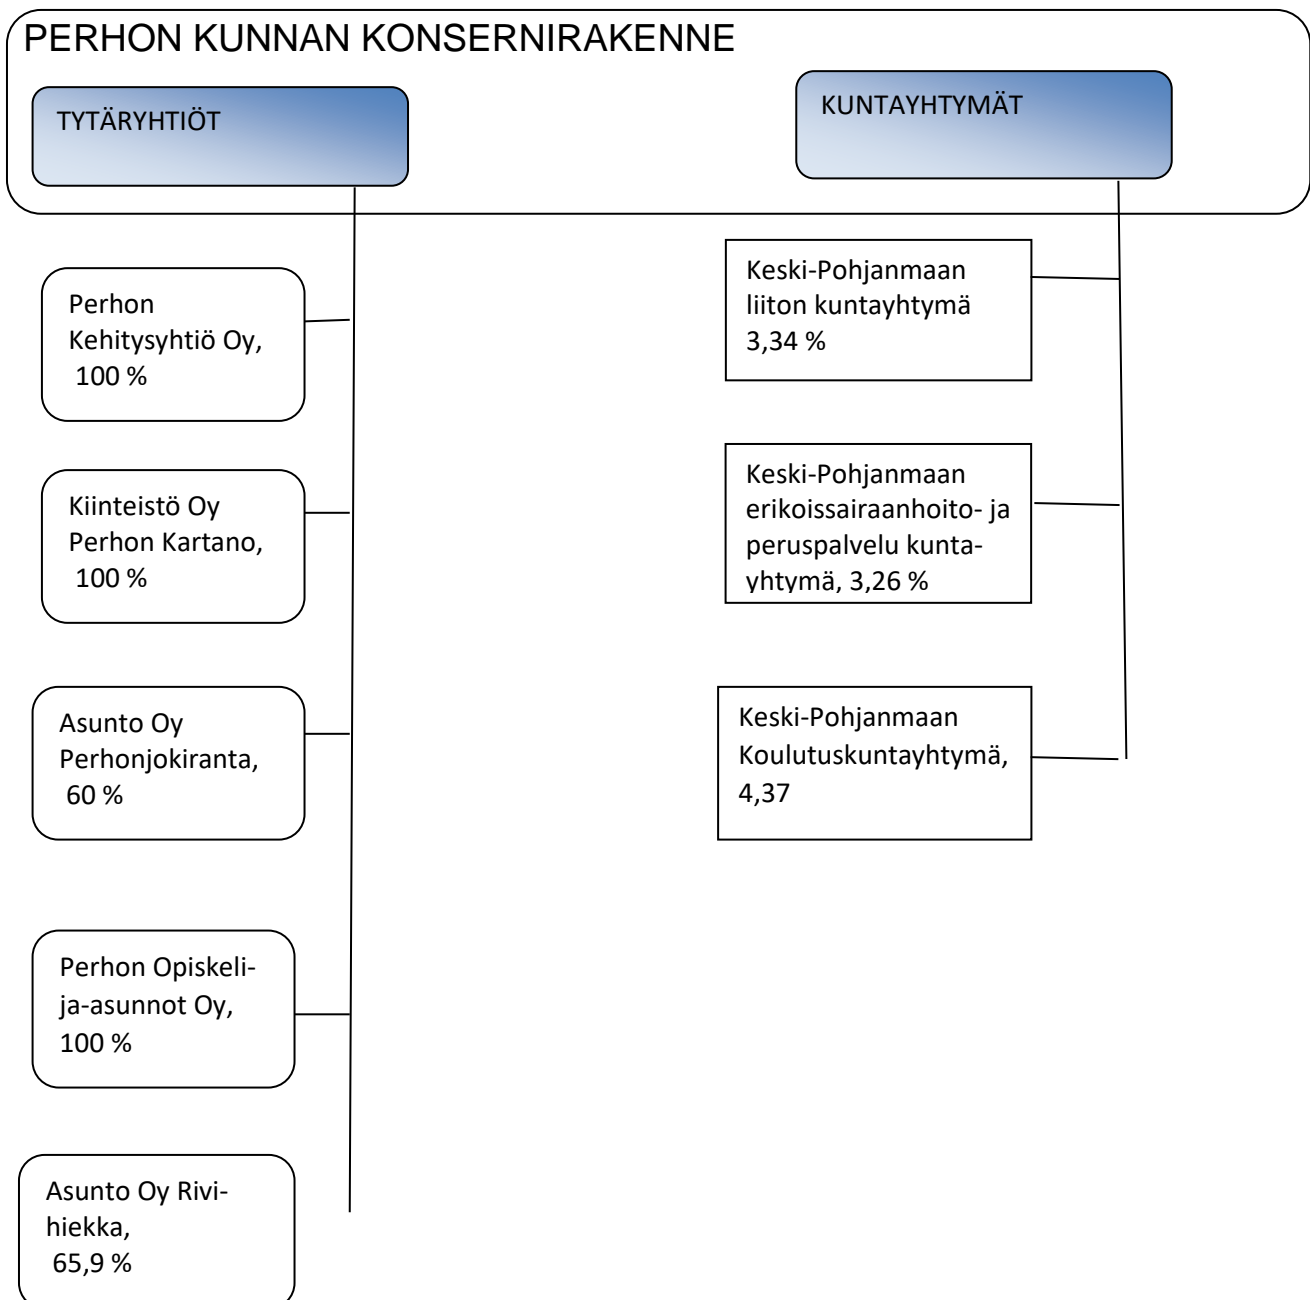 PERHON KUNNAN KONSERNIRAKENNE
TYTÄRYHTIÖT
Perhon
Kehitysyhtiö Oy,
100 %
Kiinteistö Oy
Perhon Kartano,
100 %
Asunto Oy
Perhonjokiranta,
60 %
Perhon Opiskeli-
ja-asunnot Oy,
100 %
Asunto Oy Rivi-
hiekka,
65,9 %
KUNTAYHTYMÄT
Keski-Pohjanmaan
liiton kuntayhtymä
3,34 %
Keski-Pohjanmaan
erikoissairaanhoito- ja
peruspalvelu kunta-
yhtymä, 3,26 %
Keski-Pohjanmaan
Koulutuskuntayhtymä,
4,37